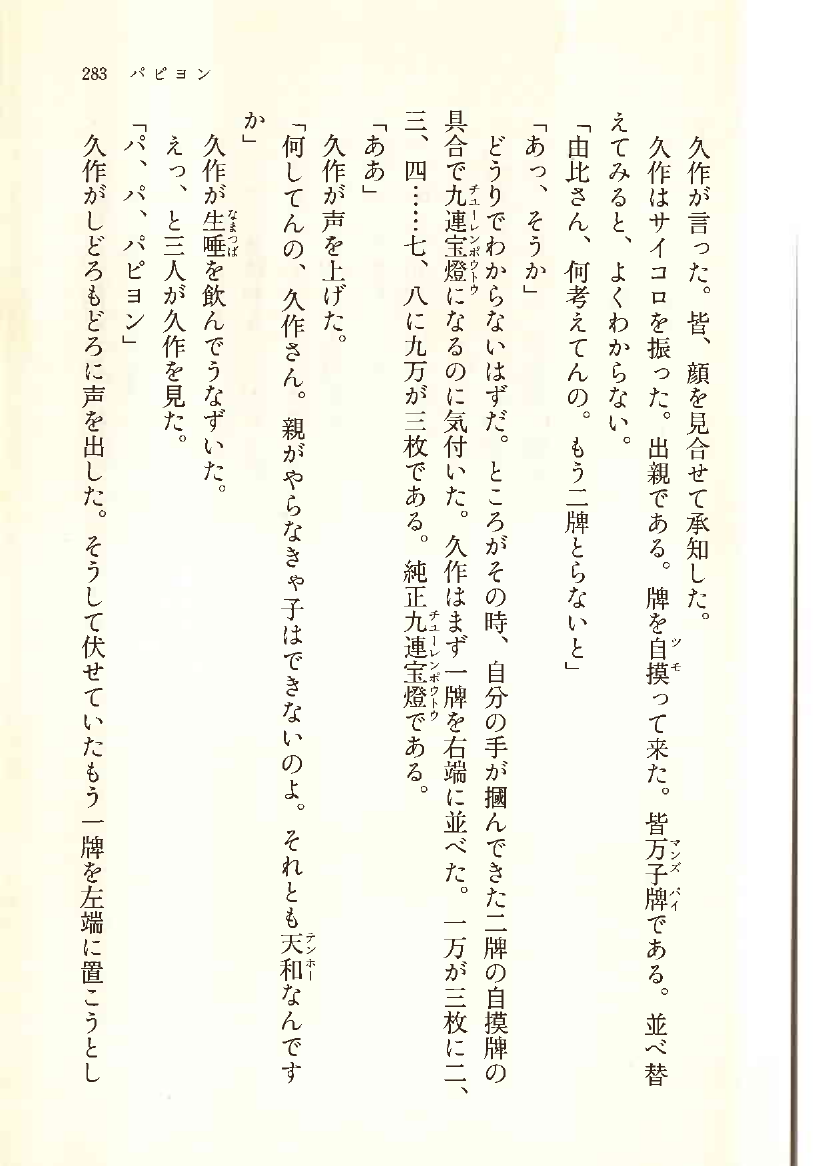 283 パピヨン
久作が言った。皆、顔を見合せて承知した。
久作はサイコロを振った。出親である。牌を自摸って来た。皆万子牌である。並べ替
えてみると、よくわからない。
「由比さん、何考えてんの。もう二牌とらないと」
「あっ、そうか」
どうりでわからないはずだ。ところがその時、自分の手が摑んできた二牌の自摸牌の
具合で九連宝燈になるのに気付いた。久作はまず一牌を右端に並べた。一万が三枚に二、
三、四……七、八に九万が三枚である。純正九連宝燈である。
「ああ」
久作が声を上げた。
「何してんの、久作さん。親がやらなきゃ子はできないのよ。それとも天和なんです
か」
久作が生唾を飲んでうなずいた。
えっ、と三人が久作を見た。
「パ、パ、パピヨン」
久作がしどろもどろに声を出した。そうして伏せていたもう一牌を左端に置こうとし